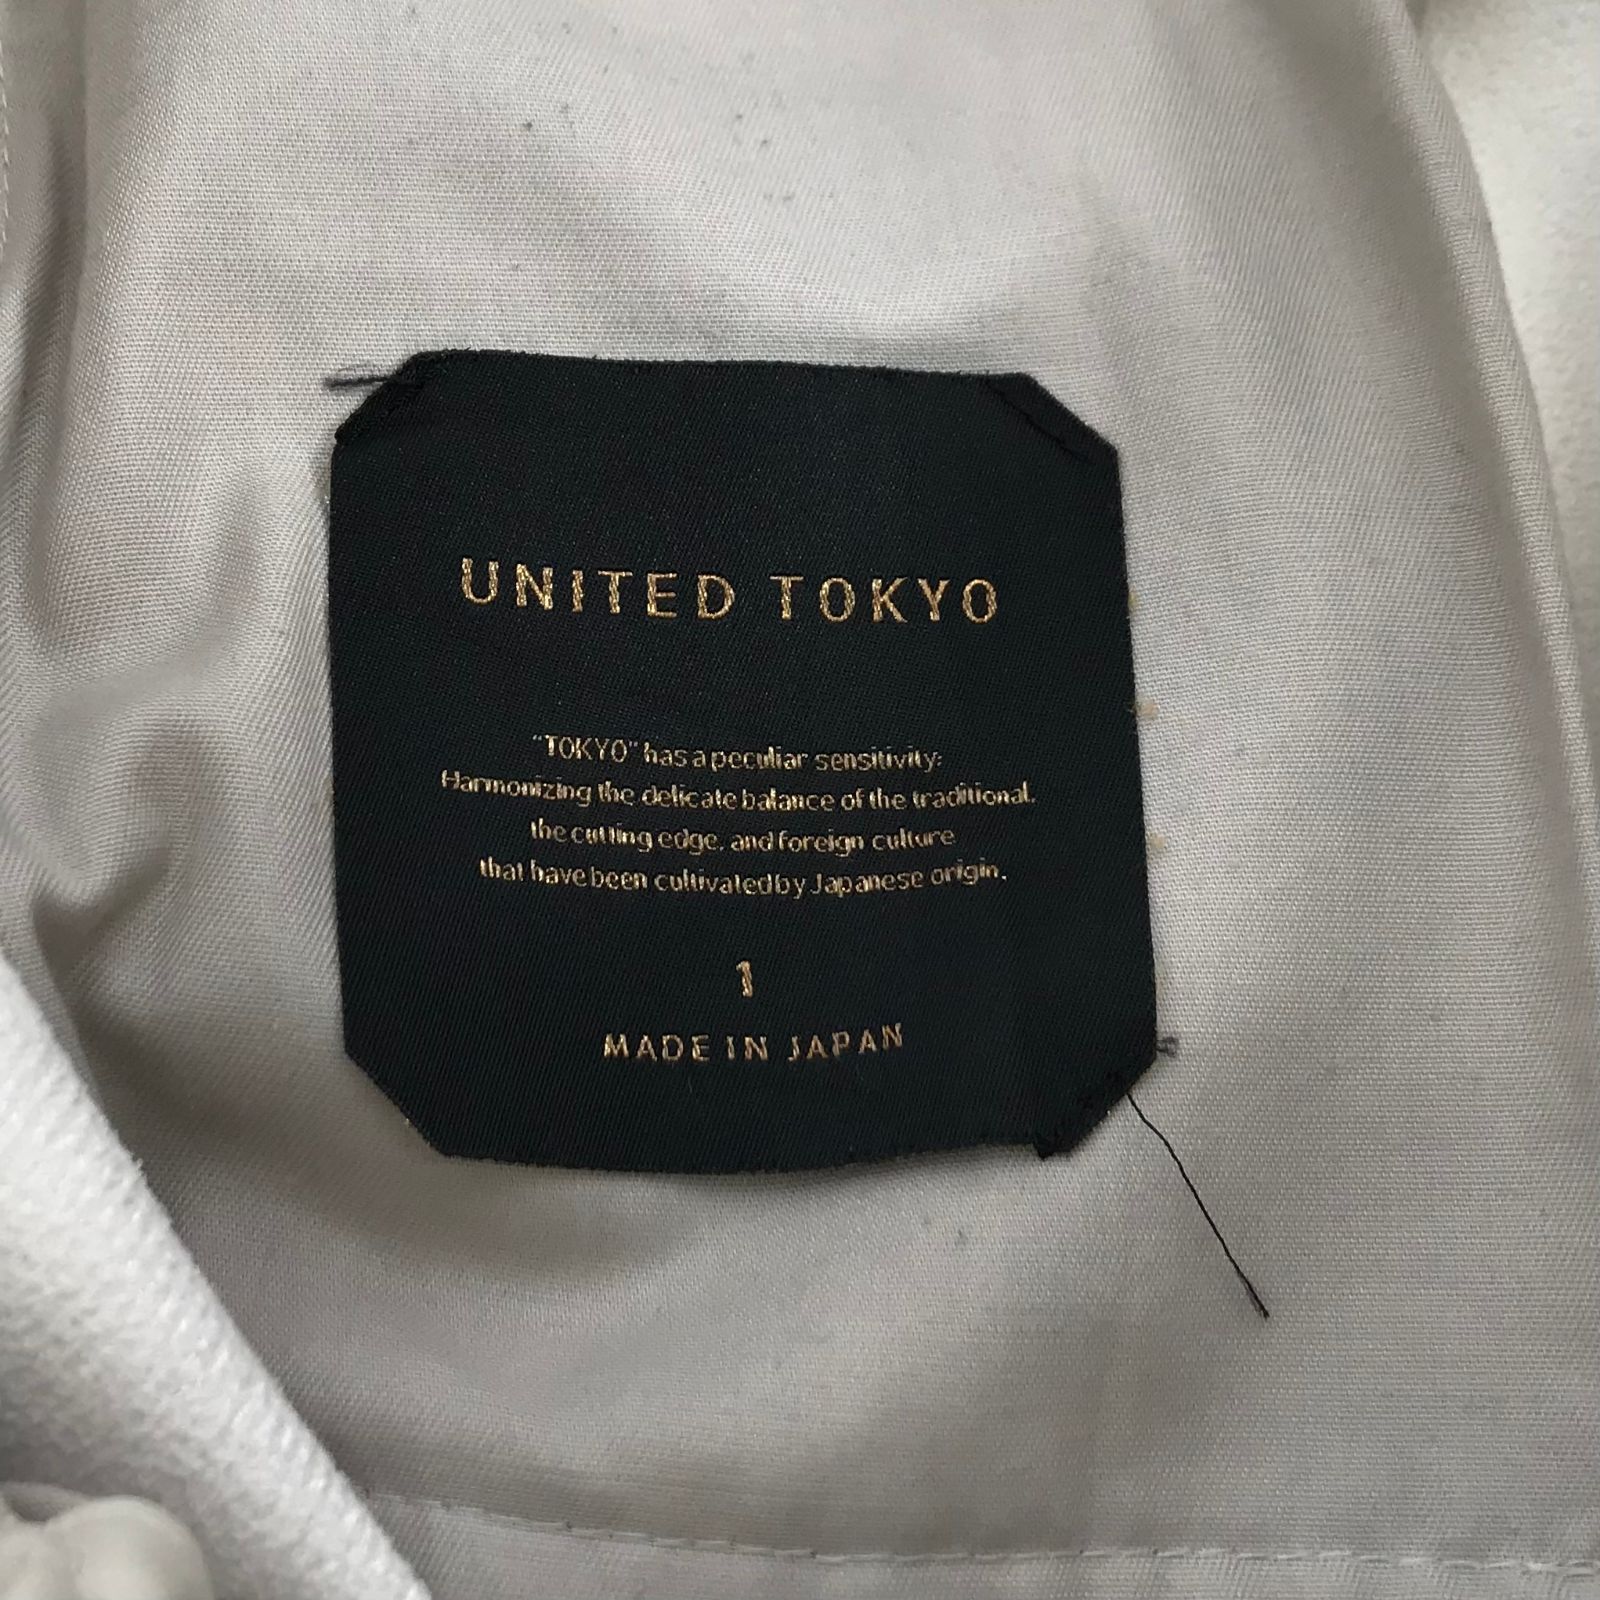 UNITED TOKYO
"TOKYO" has a peculiar sensitivity:
Harmonizing the delicate balance of the traditional,
the cutting edge, and foreign culture
that have been cultivated by Japanese origin.
1
MADE IN JAPAN